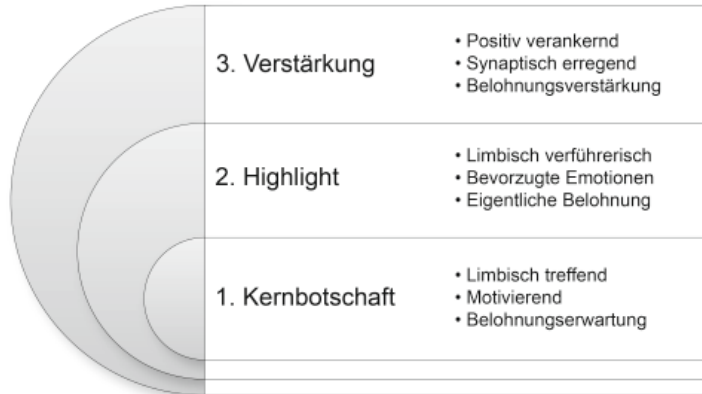 3. Verstärkung
• Positiv verankernd
• Synaptisch erregend
• Belohnungsverstärkung
2. Highlight
• Limbisch verführerisch
• Bevorzugte Emotionen
• Eigentliche Belohnung
1. Kernbotschaft
• Limbisch treffend
• Motivierend
• Belohnungserwartung